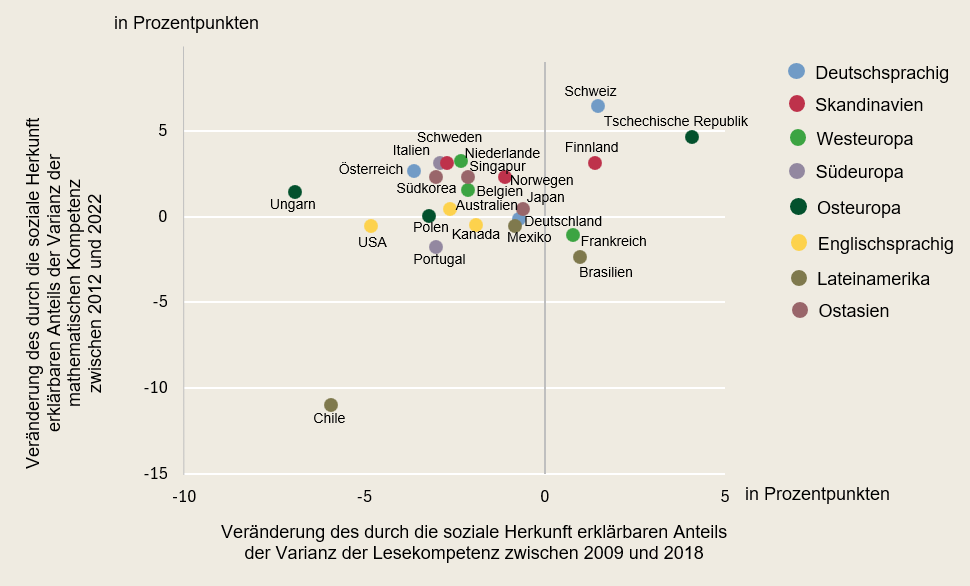 in Prozentpunkten
Veränderung des durch die soziale Herkunft
erklärbaren Anteils der Varianz der
mathematischen Kompetenz
zwischen 2012 und 2022
5
0
-5
-10
-15
-10
-5
0
5
in Prozentpunkten
Veränderung des durch die soziale Herkunft erklärbaren Anteils
der Varianz der Lesekompetenz zwischen 2009 und 2018
Schweiz
Tschechische Republik
Schweden
Finnland
Italien
Niederlande
Österreich
Singapur
Norwegen
Südkorea
Belgien
Japan
Ungarn
Australien
Deutschland
Polen
Kanada
Mexiko
USA
Frankreich
Portugal
Brasilien
Chile
Deutschsprachig
Skandinavien
Westeuropa
Südeuropa
Osteuropa
Englischsprachig
Lateinamerika
Ostasien